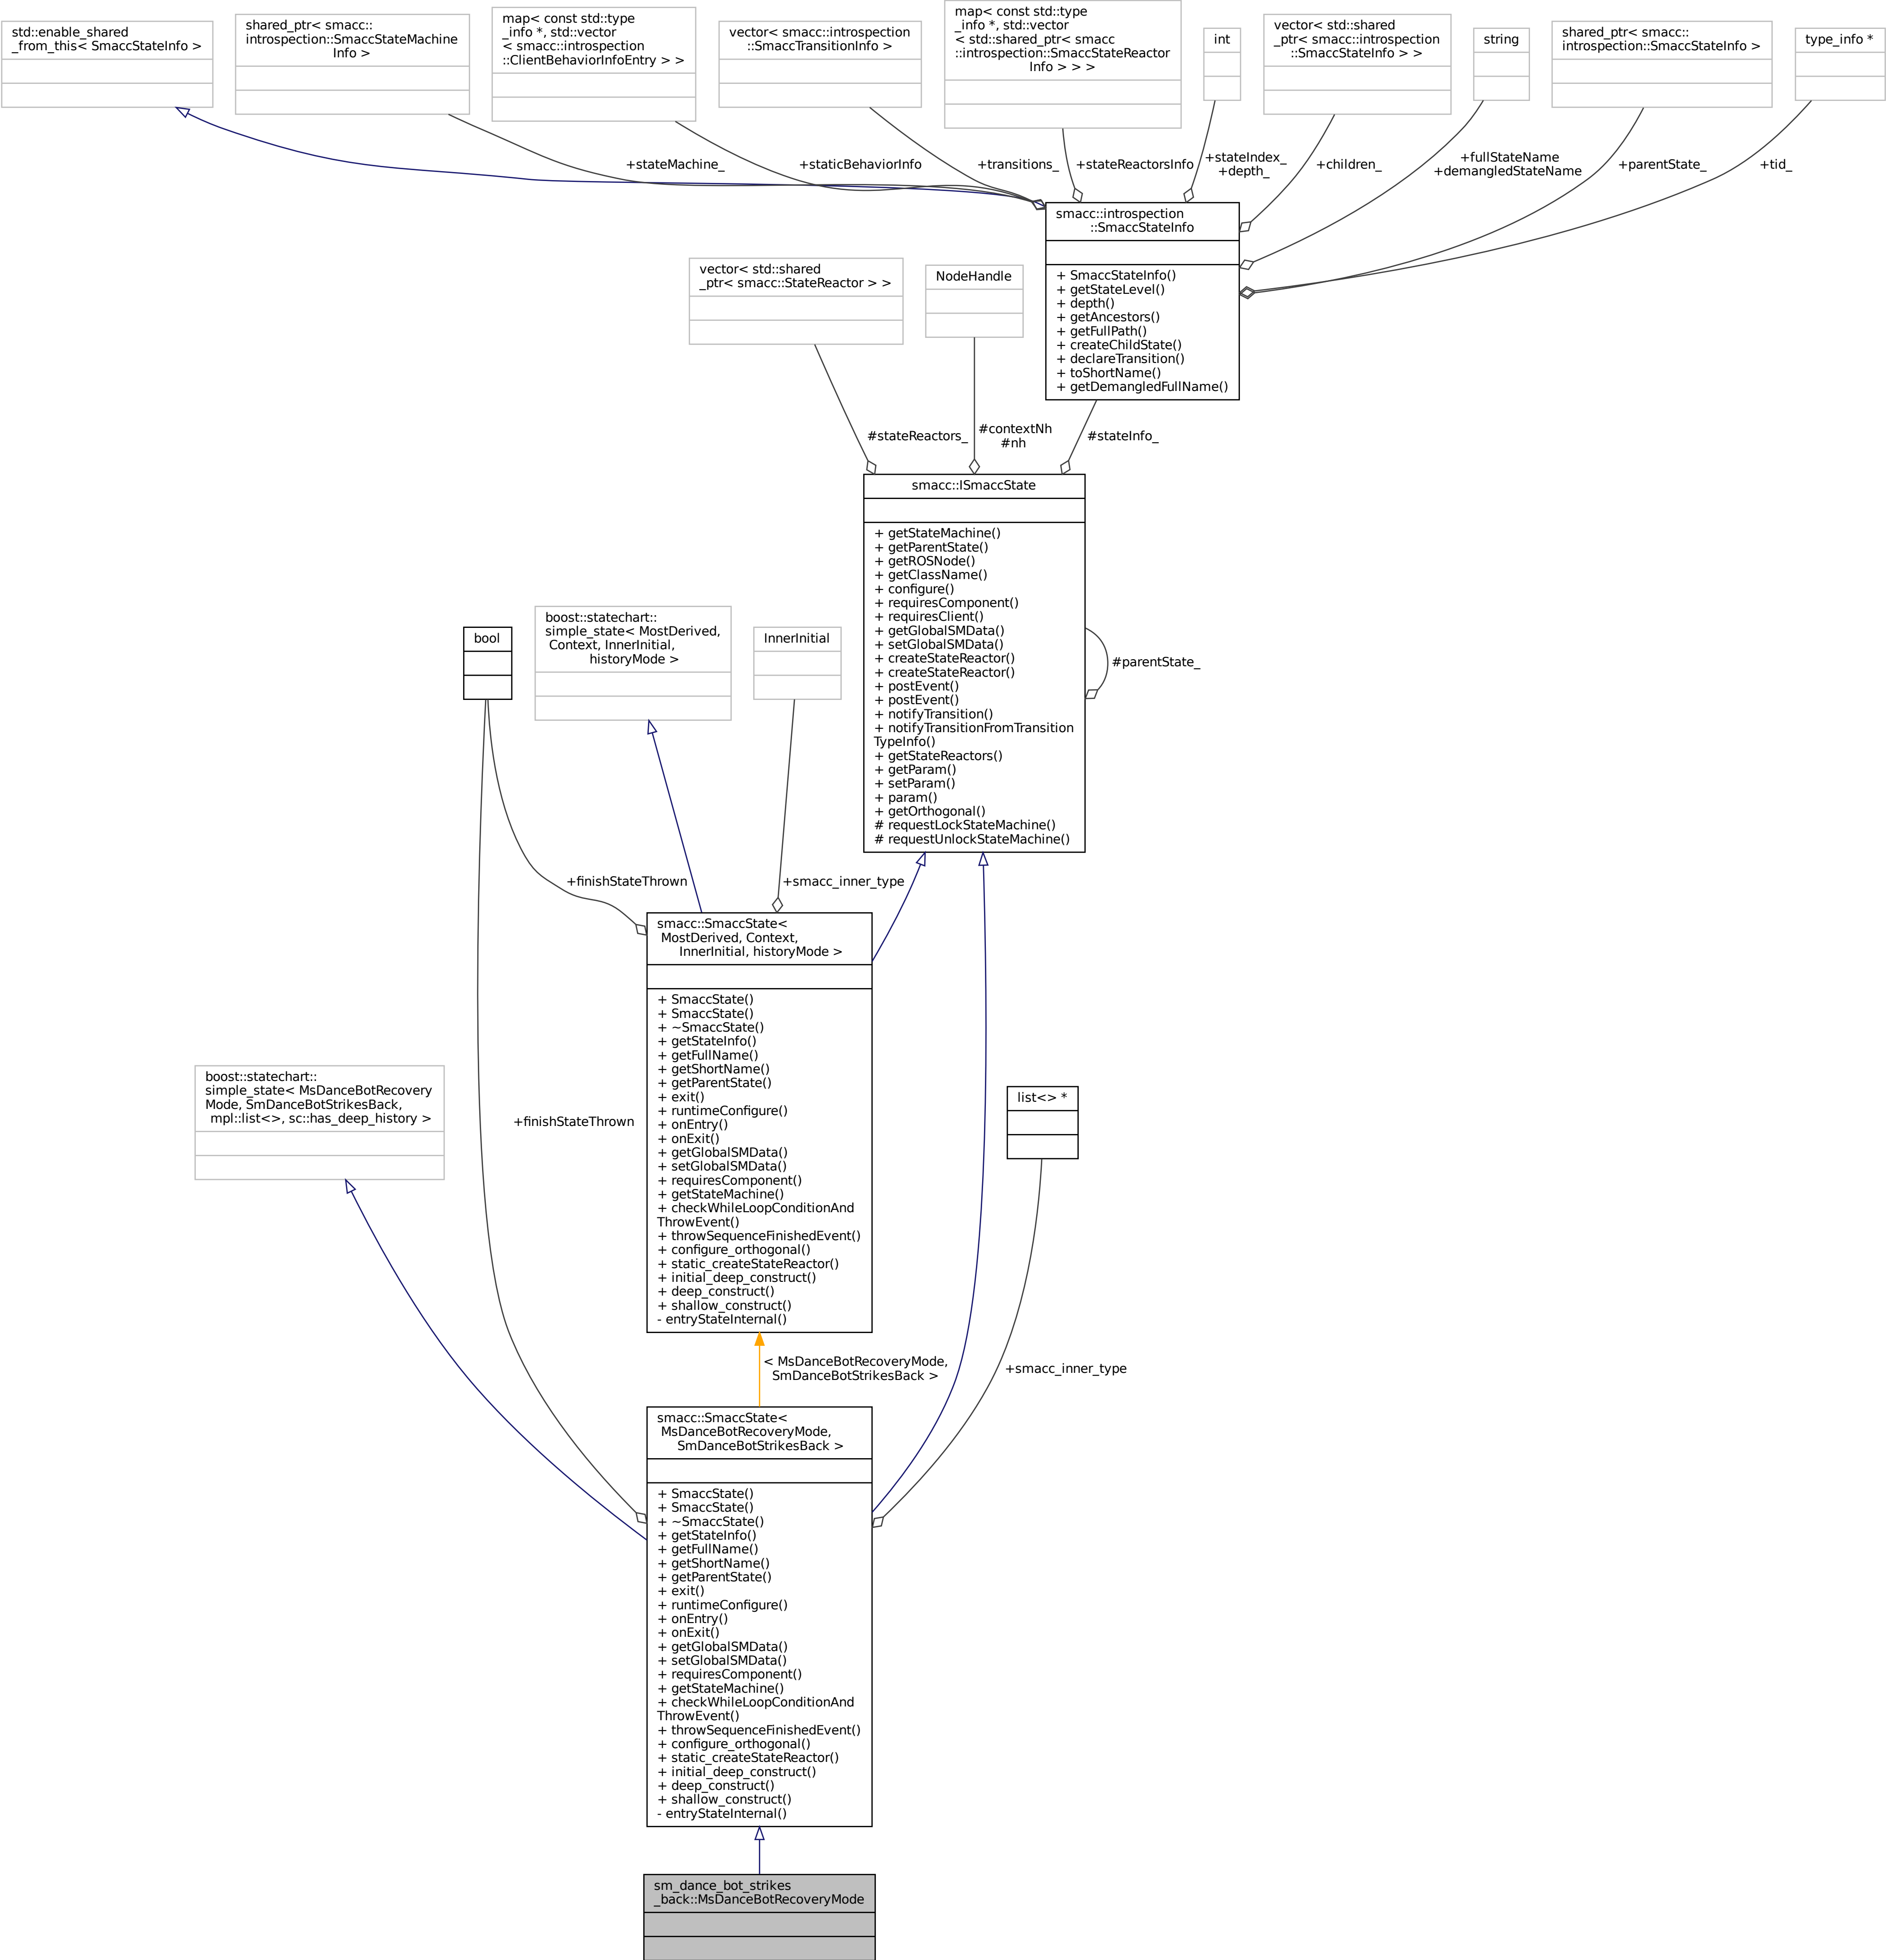 std::enable_shared
_from_this< SmaccStateInfo >
shared_ptr< smacc::
introspection::SmaccStateMachine
Info >
map< const std::type
_info *, std::vector
< smacc::introspection
::ClientBehaviorInfoEntry > >
vector< smacc::introspection
::SmaccTransitionInfo >
map< const std::type
_info *, std::vector
< std::shared_ptr< smacc
::introspection::SmaccStateReactor
Info > > >
int
vector< std::shared
_ptr< smacc::introspection
::SmaccStateInfo > >
string
shared_ptr< smacc::
introspection::SmaccStateInfo >
type_info *
+stateMachine_
+staticBehaviorInfo
+transitions_
+stateReactorsInfo
+stateIndex_
+depth_
+children_
+fullStateName
+demangledStateName
+parentState_
+tid_
smacc::introspection
::SmaccStateInfo
+ SmaccStateInfo()
+ getStateLevel()
+ depth()
+ getAncestors()
+ getFullPath()
+ createChildState()
+ declareTransition()
+ toShortName()
+ getDemangledFullName()
vector< std::shared
_ptr< smacc::StateReactor > >
NodeHandle
#stateReactors_
#contextNh
#nh
#stateInfo_
smacc::ISmaccState
+ getStateMachine()
+ getParentState()
+ getROSNode()
+ getClassName()
+ configure()
+ requiresComponent()
+ requiresClient()
+ getGlobalSMData()
+ setGlobalSMData()
+ createStateReactor()
+ createStateReactor()
+ postEvent()
+ postEvent()
+ notifyTransition()
+ notifyTransitionFromTransition
TypeInfo()
+ getStateReactors()
+ getParam()
+ setParam()
+ param()
+ getOrthogonal()
# requestLockStateMachine()
# requestUnlockStateMachine()
#parentState_
bool
boost::statechart::
simple_state< MostDerived,
Context, InnerInitial,
historyMode >
InnerInitial
+finishStateThrown
+smacc_inner_type
smacc::SmaccState<
MostDerived, Context,
InnerInitial, historyMode >
+ SmaccState()
+ SmaccState()
+ ~SmaccState()
+ getStateInfo()
+ getFullName()
+ getShortName()
+ getParentState()
+ exit()
+ runtimeConfigure()
+ onEntry()
+ onExit()
+ getGlobalSMData()
+ setGlobalSMData()
+ requiresComponent()
+ getStateMachine()
+ checkWhileLoopConditionAnd
ThrowEvent()
+ throwSequenceFinishedEvent()
+ configure_orthogonal()
+ static_createStateReactor()
+ initial_deep_construct()
+ deep_construct()
+ shallow_construct()
- entryStateInternal()
boost::statechart::
simple_state< MsDanceBotRecovery
Mode, SmDanceBotStrikesBack,
mpl::list<>, sc::has_deep_history >
+finishStateThrown
list<> *
< MsDanceBotRecoveryMode,
SmDanceBotStrikesBack >
+smacc_inner_type
smacc::SmaccState<
MsDanceBotRecoveryMode,
SmDanceBotStrikesBack >
+ SmaccState()
+ SmaccState()
+ ~SmaccState()
+ getStateInfo()
+ getFullName()
+ getShortName()
+ getParentState()
+ exit()
+ runtimeConfigure()
+ onEntry()
+ onExit()
+ getGlobalSMData()
+ setGlobalSMData()
+ requiresComponent()
+ getStateMachine()
+ checkWhileLoopConditionAnd
ThrowEvent()
+ throwSequenceFinishedEvent()
+ configure_orthogonal()
+ static_createStateReactor()
+ initial_deep_construct()
+ deep_construct()
+ shallow_construct()
- entryStateInternal()
sm_dance_bot_strikes
_back::MsDanceBotRecoveryMode